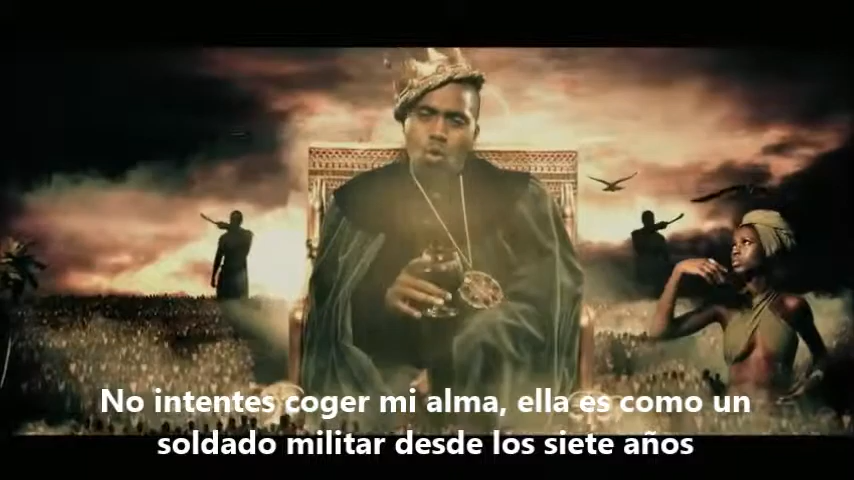 No intentes coger mi alma, ella es como un
soldado militar desde los siete años